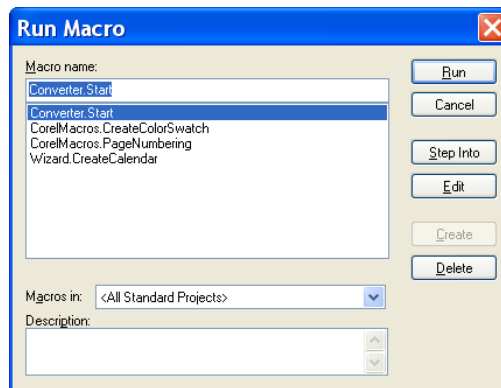 Run Macro
Macro name:
Converter.Start
Converter.Start
CorelMacros.CreateColorSwatch
CorelMacros.PageNumbering
Wizard.CreateCalendar
Run
Cancel
Step Into
Edit
Create
Delete
Macros in: <All Standard Projects>
Description: